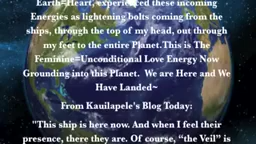 Earth=Heart, experienced these incoming
Energies as lightening bolts coming from the
ships, through the top of my head, out through
my feet to the entire Planet.This is The
Feminine=Unconditional Love Energy Now
Grounding into this Planet.  We are Here and We
Have Landed~
From Kauilapele's Blog Today:
"This ship is here now. And when I feel their
presence, there they are. Of course, “the Veil” is